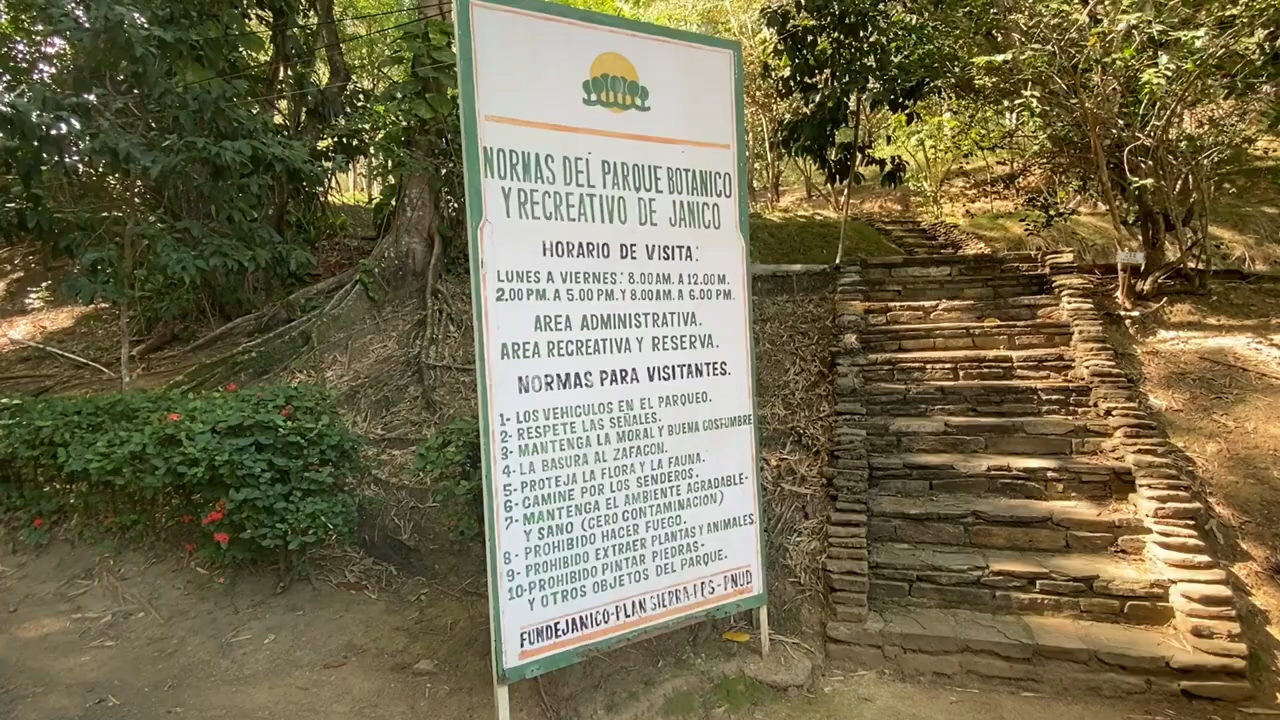 NORMAS DEL PARQUE BOTANICO
Y RECREATIVO DE JANICO
HORARIO DE VISITA:
LUNES A VIERNES: 8.00 AM. A 12.00 M.
2.00 PM. A 5.00 PM. Y 8.00 AM. A 6.00 PM.
AREA ADMINISTRATIVA.
AREA RECREATIVA Y RESERVA.
NORMAS PARA VISITANTES.
1- LOS VEHICULOS EN EL PARQUEO.
2- RESPETE LAS SEÑALES.
3- MANTENGA LA MORAL Y BUENA COSTUMBRE
4- LA BASURA AL ZAFACON.
5- PROTEJA LA FLORA Y LA FAUNA.
6- CAMINE POR LOS SENDEROS.
7- MANTENGA EL AMBIENTE AGRADABLE-
Y SANO (CERO CONTAMINACION)
8- PROHIBIDO HACER FUEGO.
9- PROHIBIDO EXTRAER PLANTAS Y ANIMALES.
10- PROHIBIDO PINTAR PIEDRAS-
Y OTROS OBJETOS DEL PARQUE.
FUNDEJANICO-PLAN SIERRA-PPS-PNUD